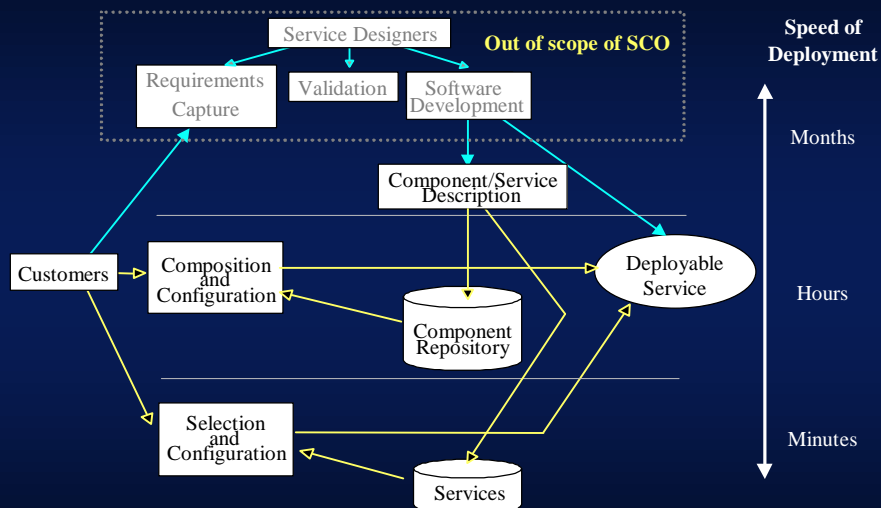 Service Designers
Out of scope of SCO
Speed of
Deployment
Requirements
Capture
Validation
Software
Development
Months
Component/Service
Description
Customers
Composition
and
Configuration
Deployable
Service
Hours
Component
Repository
Selection
and
Configuration
Minutes
Services